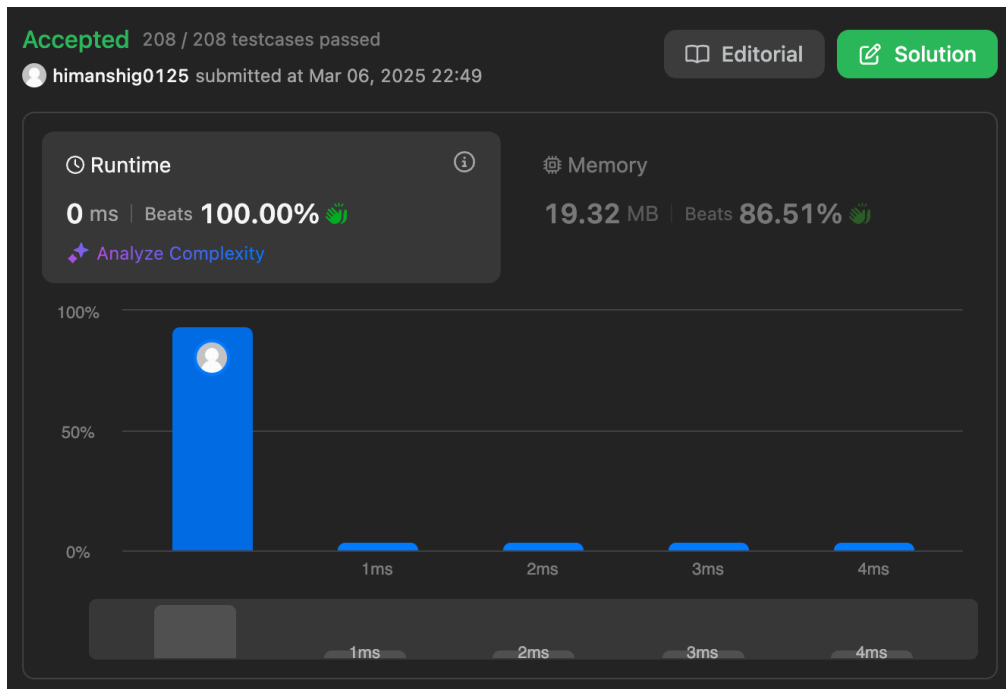 Accepted 208 / 208 testcases passed
Editorial
Solution
himanshig0125 submitted at Mar 06, 2025 22:49
Runtime
0 ms | Beats 100.00%
Analyze Complexity
Memory
19.32 MB | Beats 86.51%
100%
50%
0%
1ms 2ms 3ms 4ms
1ms 2ms 3ms 4ms